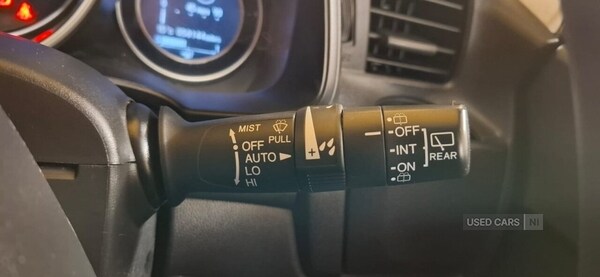 MIST
PULL
OFF
AUTO
LO
HI
OFF
INT
ON
REAR
USED CARS NI